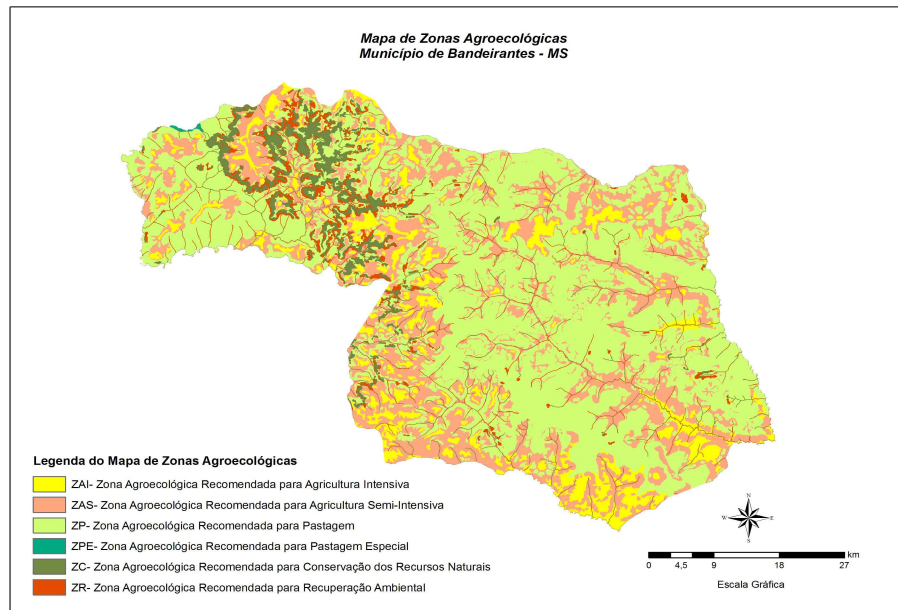 Mapa de Zonas Agroecológicas
Município de Bandeirantes - MS
Legenda do Mapa de Zonas Agroecológicas
ZAI- Zona Agroecológica Recomendada para Agricultura Intensiva
ZAS- Zona Agroecológica Recomendada para Agricultura Semi-Intensiva
ZP- Zona Agroecológica Recomendada para Pastagem
ZPE- Zona Agroecológica Recomendada para Pastagem Especial
ZC- Zona Agroecológica Recomendada para Conservação dos Recursos Naturais
ZR- Zona Agroecológica Recomendada para Recuperação Ambiental
N
W E
S
km
0 4,5 9 18 27
Escala Gráfica